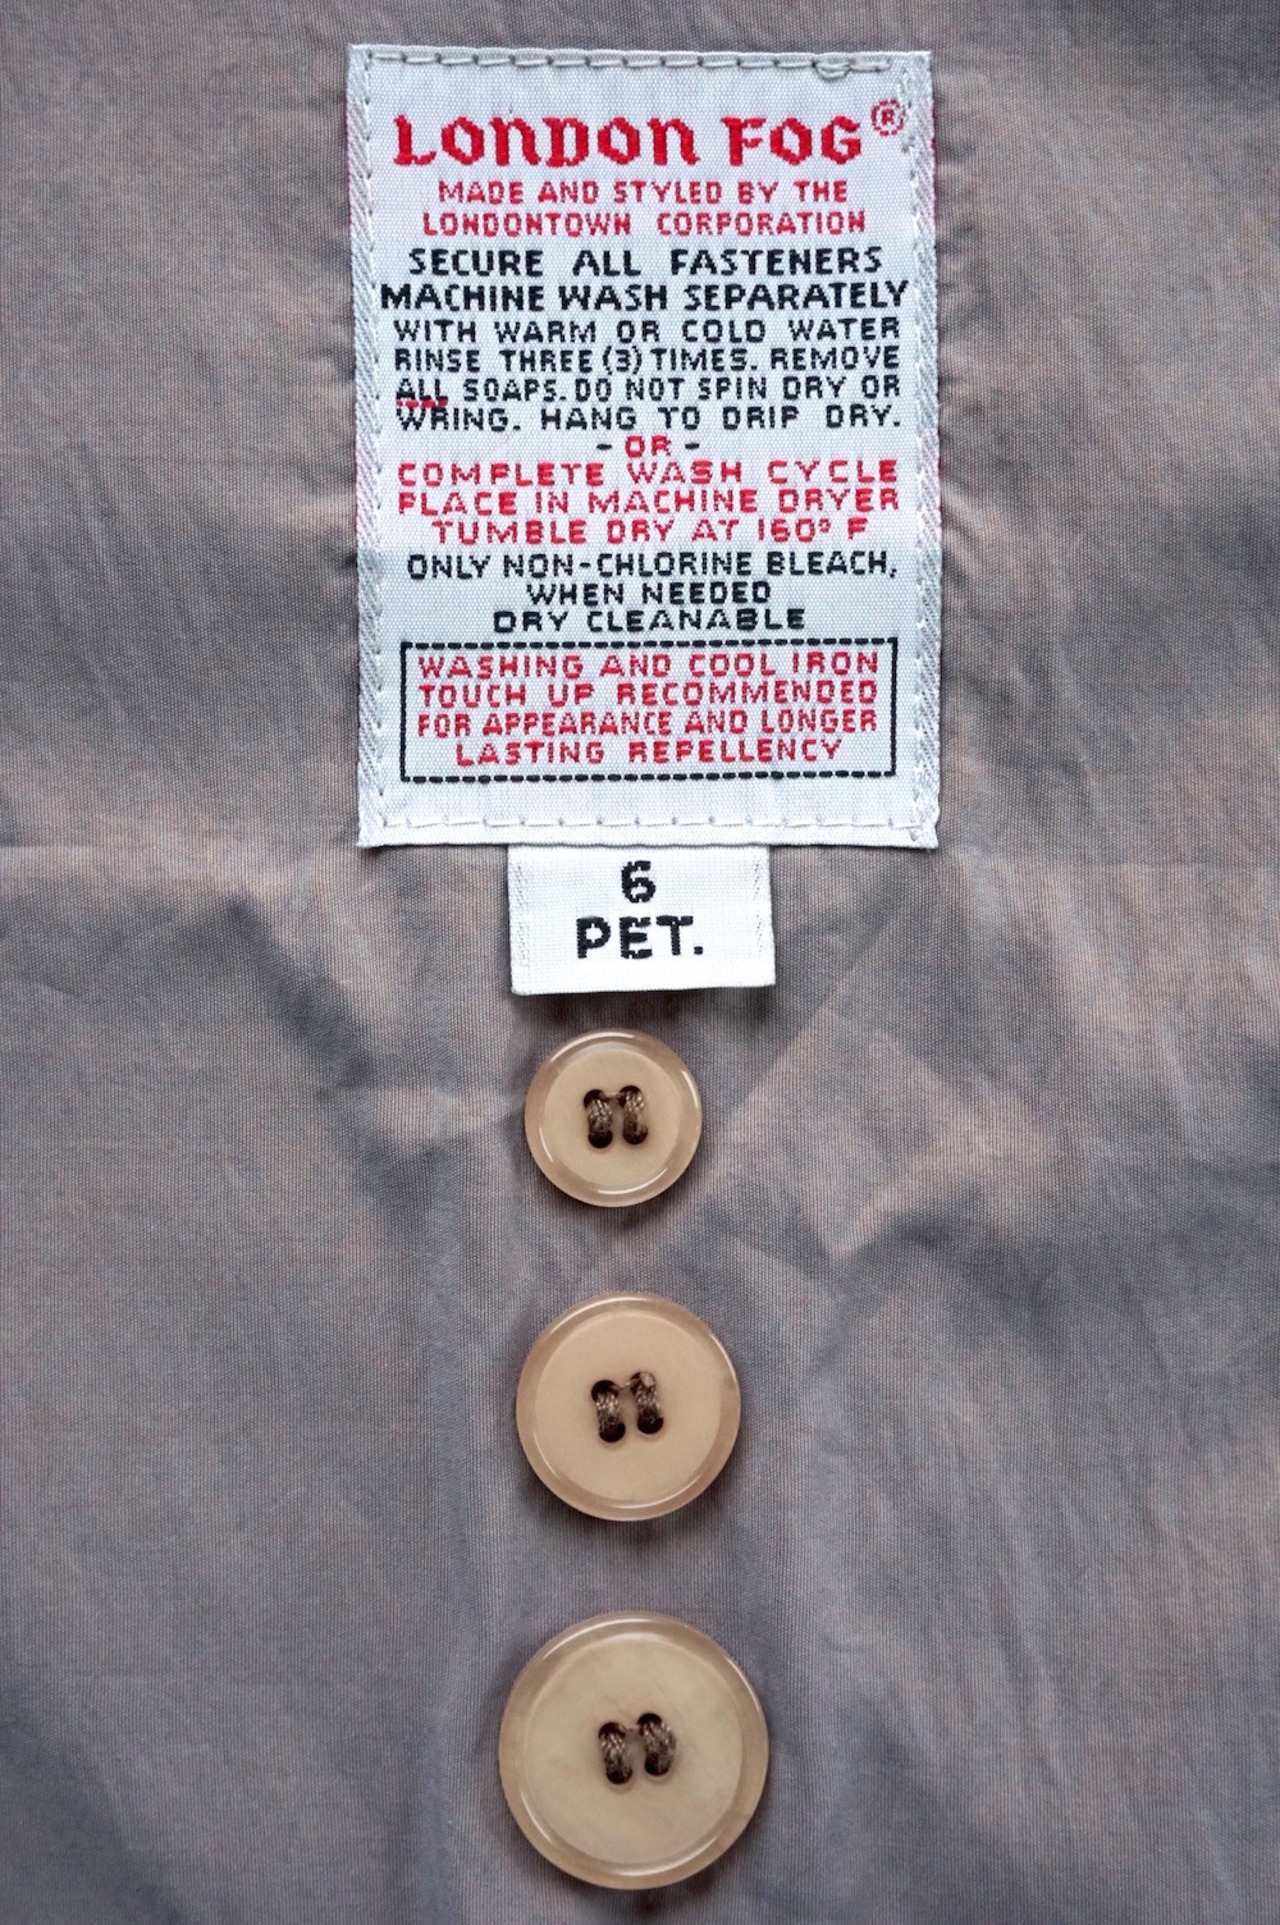 LONDON FOG®
MADE AND STYLED BY THE
LONDONTOWN CORPORATION
SECURE ALL FASTENERS
MACHINE WASH SEPARATELY
WITH WARM OR COLD WATER
RINSE THREE (3) TIMES. REMOVE
ALL SOAPS. DO NOT SPIN DRY OR
WRING. HANG TO DRIP DRY.
- OR -
COMPLETE WASH CYCLE
PLACE IN MACHINE DRYER
TUMBLE DRY AT 160° F
ONLY NON-CHLORINE BLEACH,
WHEN NEEDED
DRY CLEANABLE
WASHING AND COOL IRON
TOUCH UP RECOMMENDED
FOR APPEARANCE AND LONGER
LASTING REPELLENCY
6
PET.